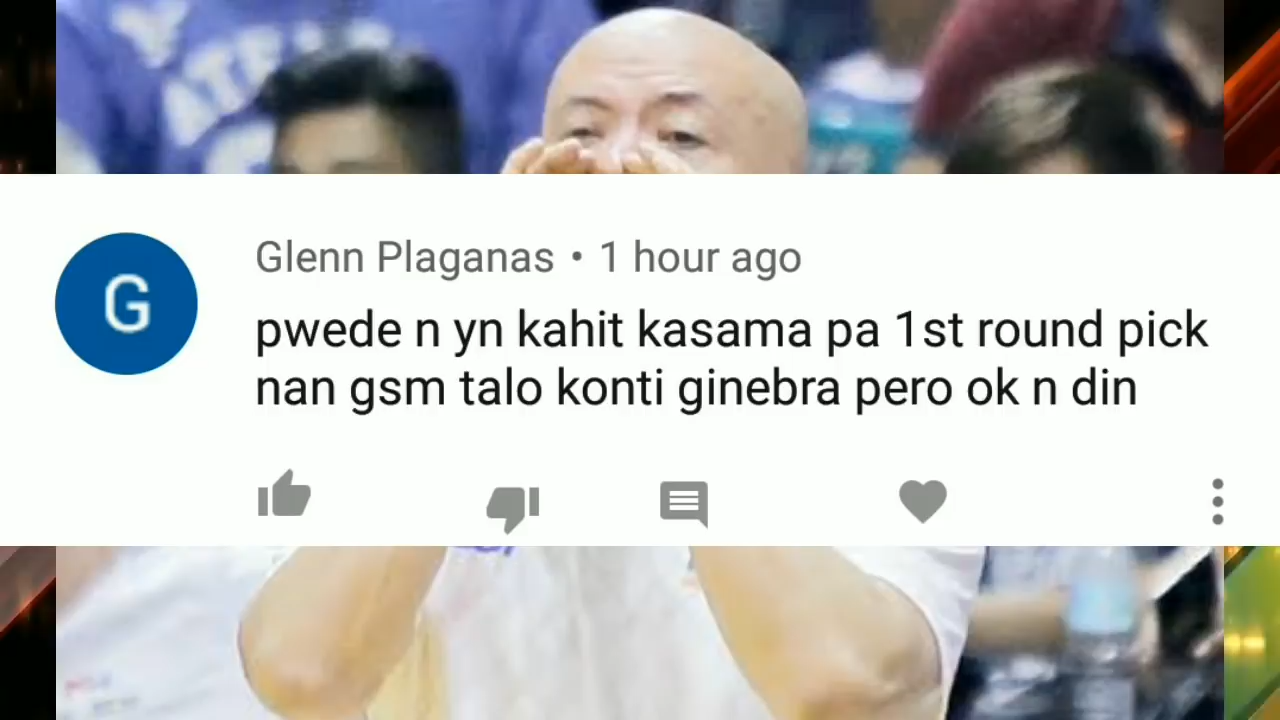 Glenn Plaganas • 1 hour ago
G
pwede n yn kahit kasama pa 1st round pick
nan gsm talo konti ginebra pero ok n din